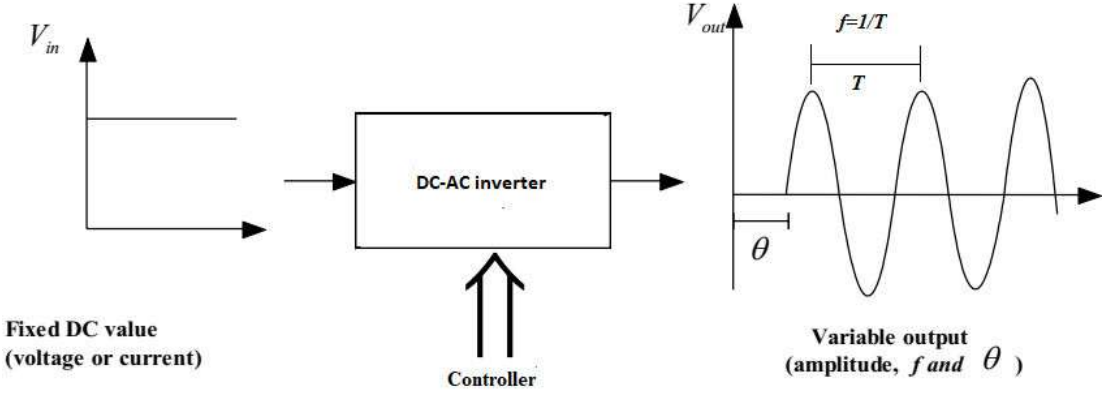 V_in
V_out
f=1/T
T
DC-AC inverter
θ
Fixed DC value
(voltage or current)
Controller
Variable output
(amplitude, f and θ )